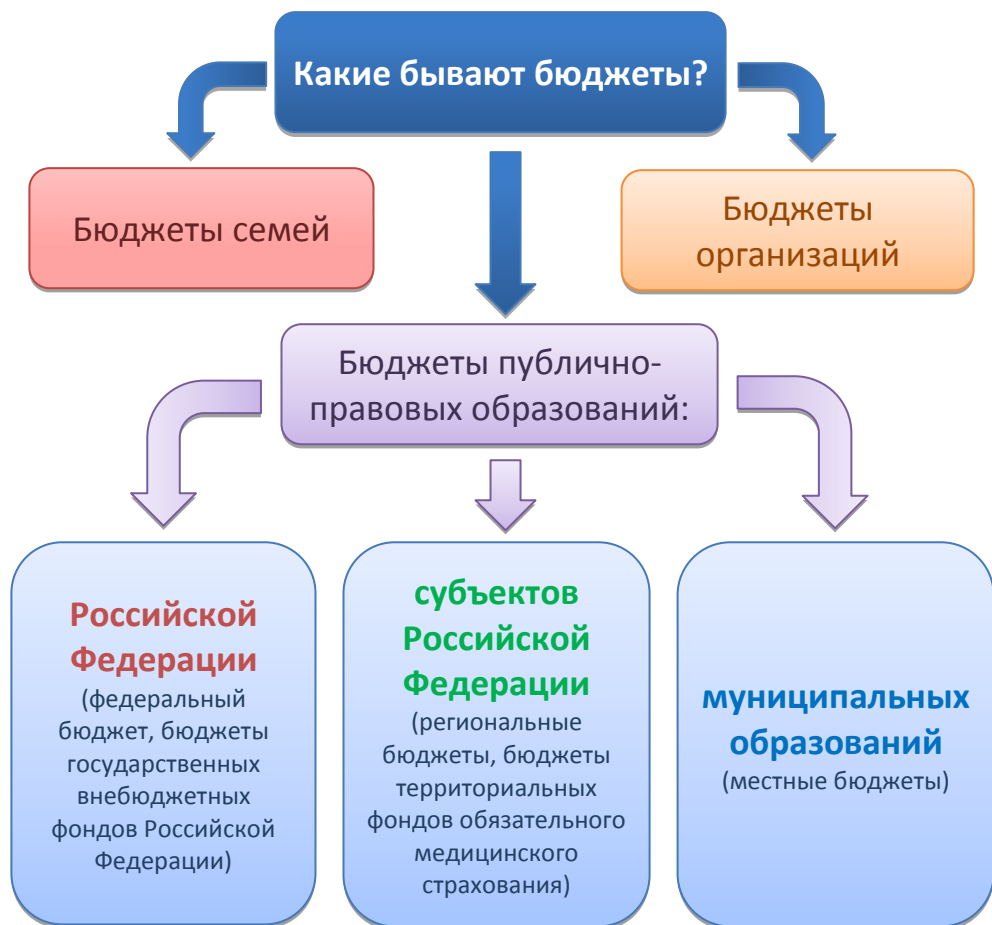 Какие бывают бюджеты?
Бюджеты семей
Бюджеты
организаций
Бюджеты публично-
правовых образований:
Российской
Федерации
(федеральный
бюджет, бюджеты
государственных
внебюджетных
фондов Российской
Федерации)
субъектов
Российской
Федерации
(региональные
бюджеты, бюджеты
территориальных
фондов обязательного
медицинского
страхования)
муниципальных
образований
(местные бюджеты)